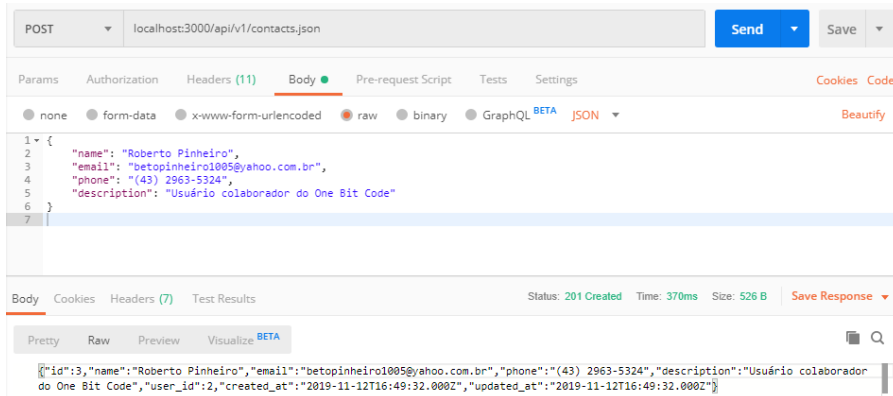 POST localhost:3000/api/v1/contacts.json Send Save
Params Authorization Headers (11) Body Pre-request Script Tests Settings Cookies Code
none form-data x-www-form-urlencoded raw binary GraphQL BETA JSON Beautify
1 {
2 "name": "Roberto Pinheiro",
3 "email": "betopinheiro1005@yahoo.com.br",
4 "phone": "(43) 2963-5324",
5 "description": "Usuário colaborador do One Bit Code"
6 }
7
Body Cookies Headers (7) Test Results Status: 201 Created Time: 370ms Size: 526 B Save Response
Pretty Raw Preview Visualize BETA
{"id":3,"name":"Roberto Pinheiro","email":"betopinheiro1005@yahoo.com.br","phone":"(43) 2963-5324","description":"Usuário colaborador
do One Bit Code","user_id":2,"created_at":"2019-11-12T16:49:32.000Z","updated_at":"2019-11-12T16:49:32.000Z"}